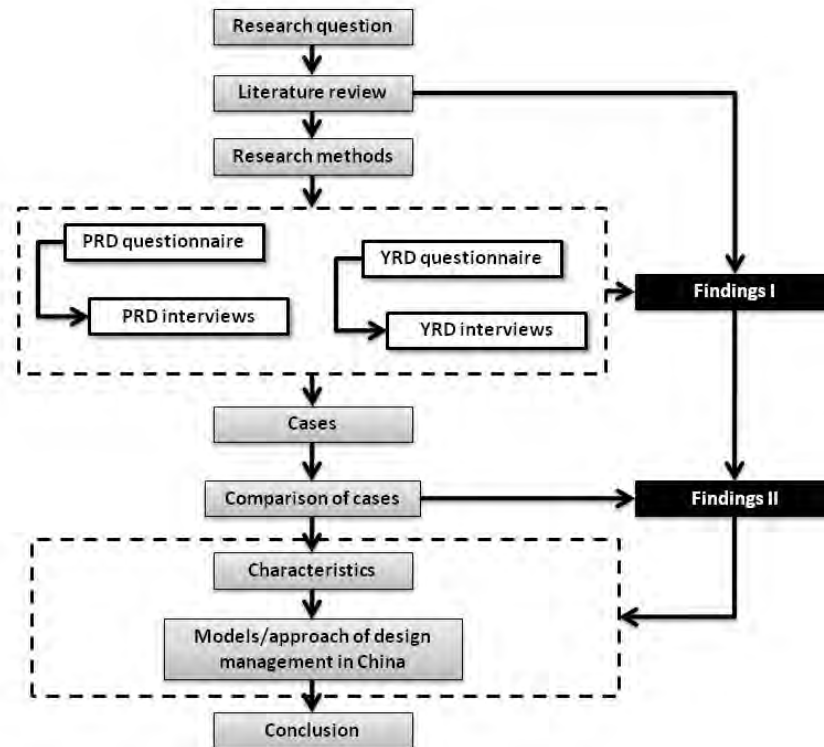 Research question
Literature review
Research methods
PRD questionnaire
YRD questionnaire
PRD interviews
YRD interviews
Findings I
Cases
Comparison of cases
Findings II
Characteristics
Models/approach of design
management in China
Conclusion